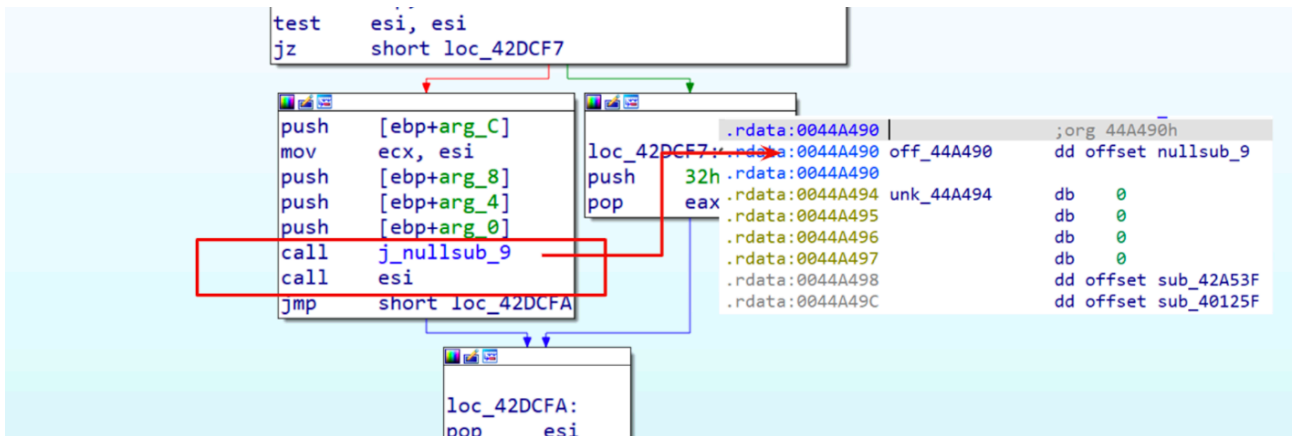 test esi, esi
jz short loc_42DCF7
push [ebp+arg_C]
mov ecx, esi
push [ebp+arg_8]
push [ebp+arg_4]
push [ebp+arg_0]
call j_nullsub_9
call esi
jmp short loc_42DCFA
loc_42DCF7:
push 32h
pop eax
.rdata:0044A490 ;org 44A490h
.rdata:0044A490 off_44A490 dd offset nullsub_9
.rdata:0044A490
.rdata:0044A494 unk_44A494 db 0
.rdata:0044A495 db 0
.rdata:0044A496 db 0
.rdata:0044A497 db 0
.rdata:0044A498 dd offset sub_42A53F
.rdata:0044A49C dd offset sub_40125F
loc_42DCFA:
pop esi